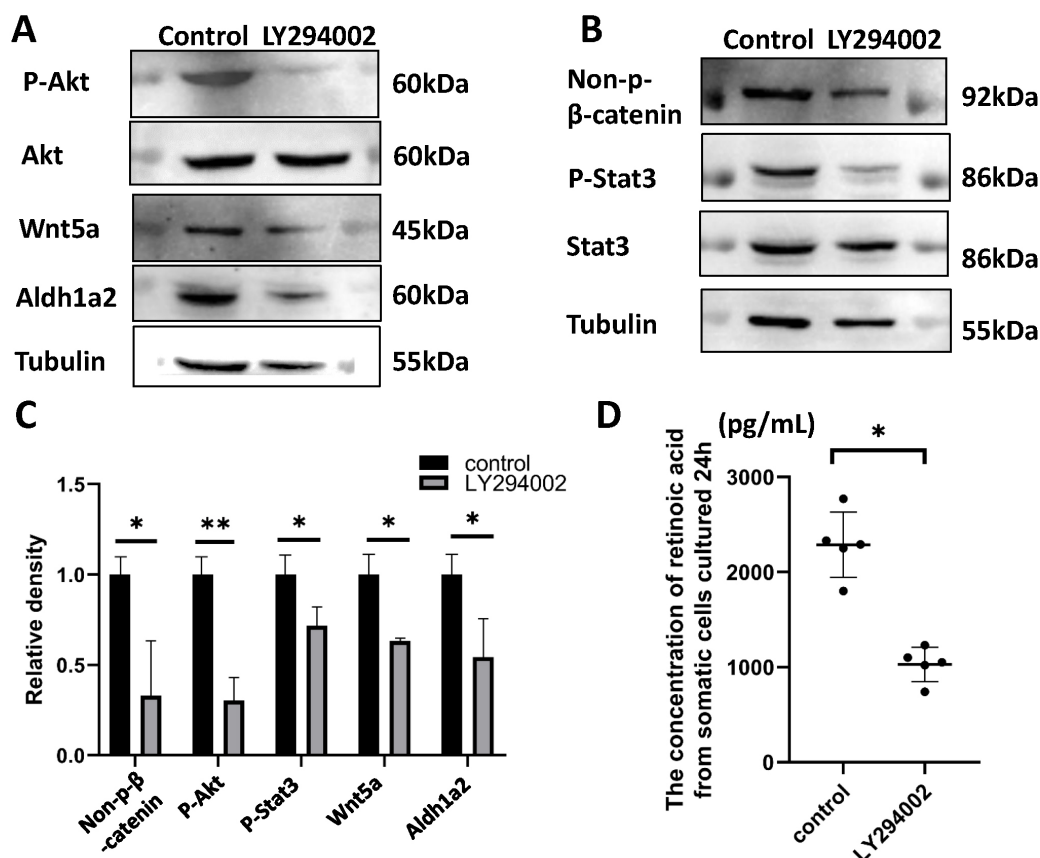 A
Control LY294002
P-Akt
60kDa
Akt
60kDa
Wnt5a
45kDa
Aldh1a2
60kDa
Tubulin
55kDa
B
Control LY294002
Non-p-
β-catenin
92kDa
P-Stat3
86kDa
Stat3
86kDa
Tubulin
55kDa
C
control
LY294002
Relative density
1.5
1.0
0.5
0.0
*
**
*
*
*
Non-p-β
-catenin
P-Akt
P-Stat3
Wnt5a
Aldh1a2
D
(pg/mL)
*
The concentration of retinoic acid
from somatic cells cultured 24h
3000
2000
1000
0
control
LY294002